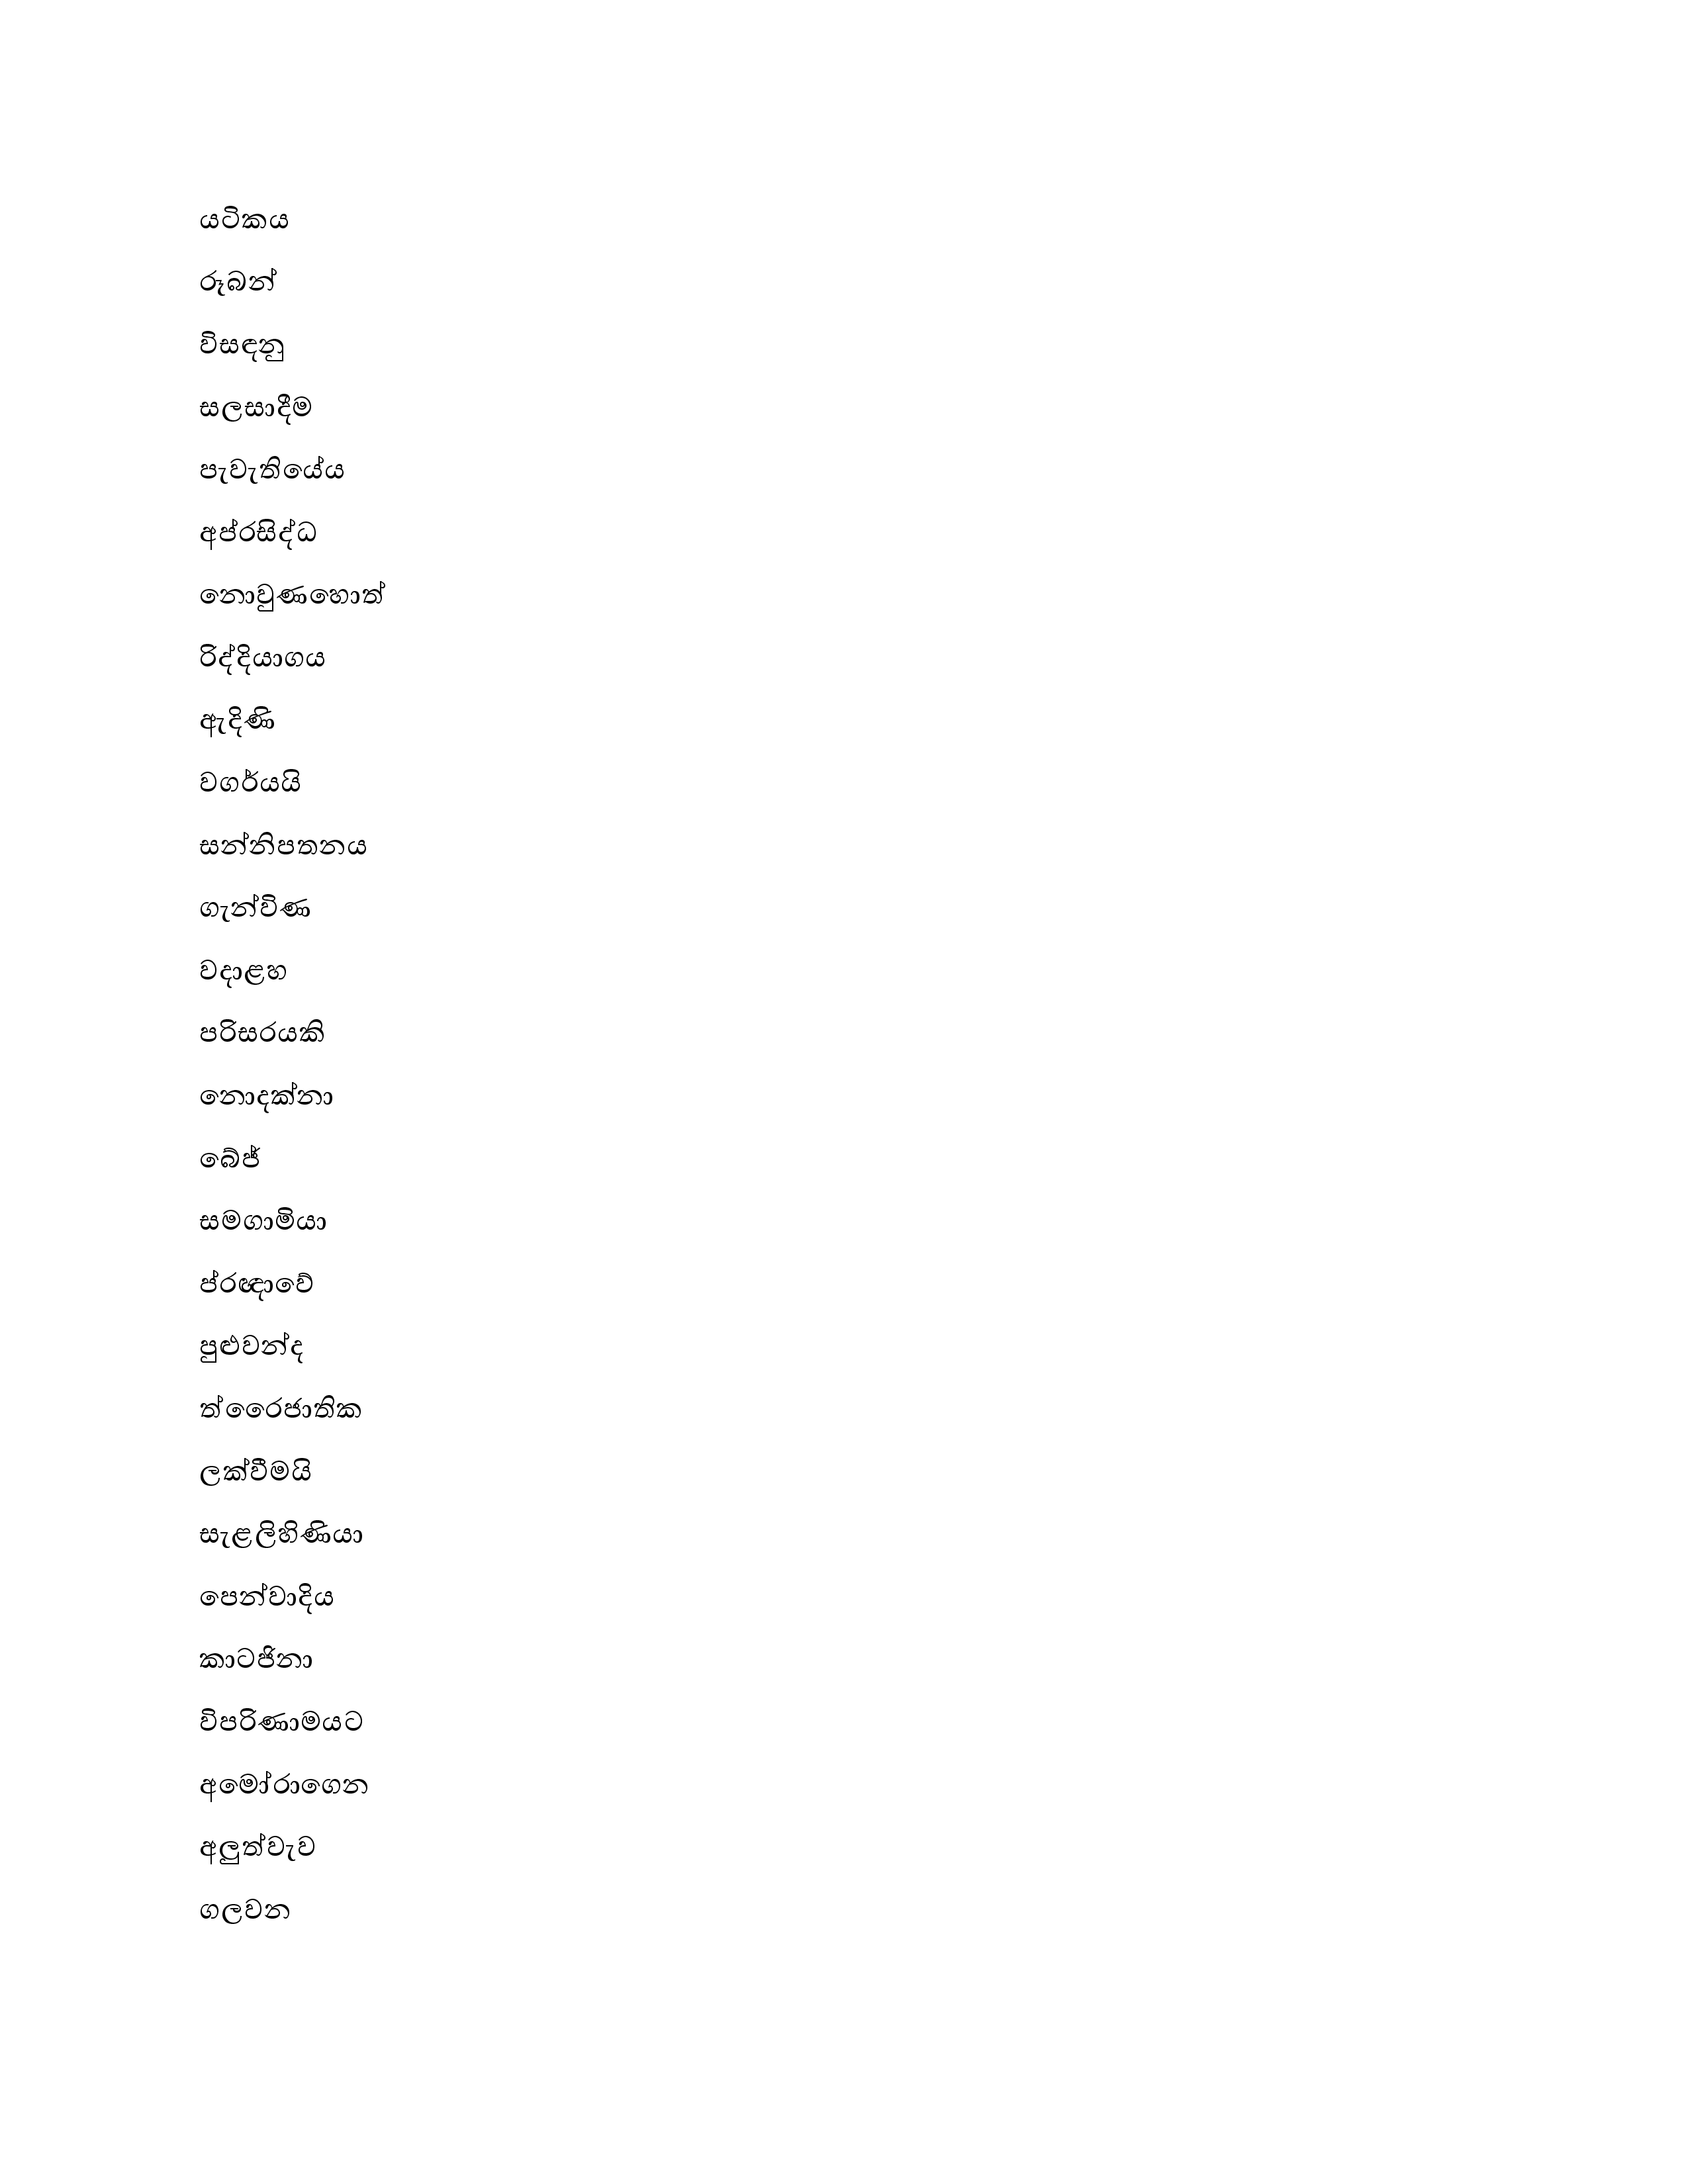 යටිකය
රූබන්
විසඳනු
සලසාදීම
පැවැතියේය
අප්රසිද්ධ
නොවුණහොත්
රිද්දියාගය
ඇදිණි
වගර්යයි
සන්නිපතනය
ගැන්විණ
වදාළහ
පරිසරයකි
නොදක්නා
බේජ්
සමගාමියා
ප්රඥාවේ
පුළුවන්ද
ත්රෛජාතික
ලක්වීමයි
සැළලිහිණියා
පෙන්වාදිය
කාටජිනා
විපරිණාමයට
අමෝරාගෙන
අලුත්වැව
ගලවන